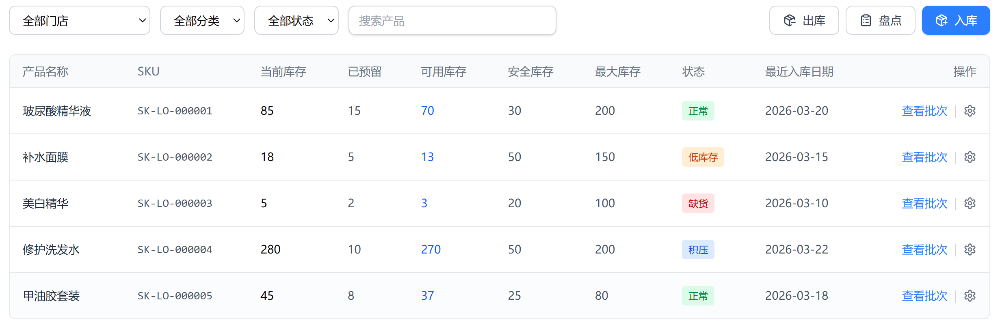 全部门店 全部分类 全部状态 搜索产品 出库 盘点 入库
产品名称 SKU 当前库存 已预留 可用库存 安全库存 最大库存 状态 最近入库日期 操作
玻尿酸精华液 SK-LO-000001 85 15 70 30 200 正常 2026-03-20 查看批次
补水面膜 SK-LO-000002 18 5 13 50 150 低库存 2026-03-15 查看批次
美白精华 SK-LO-000003 5 2 3 20 100 缺货 2026-03-10 查看批次
修护洗发水 SK-LO-000004 280 10 270 50 200 积压 2026-03-22 查看批次
甲油胶套装 SK-LO-000005 45 8 37 25 80 正常 2026-03-18 查看批次